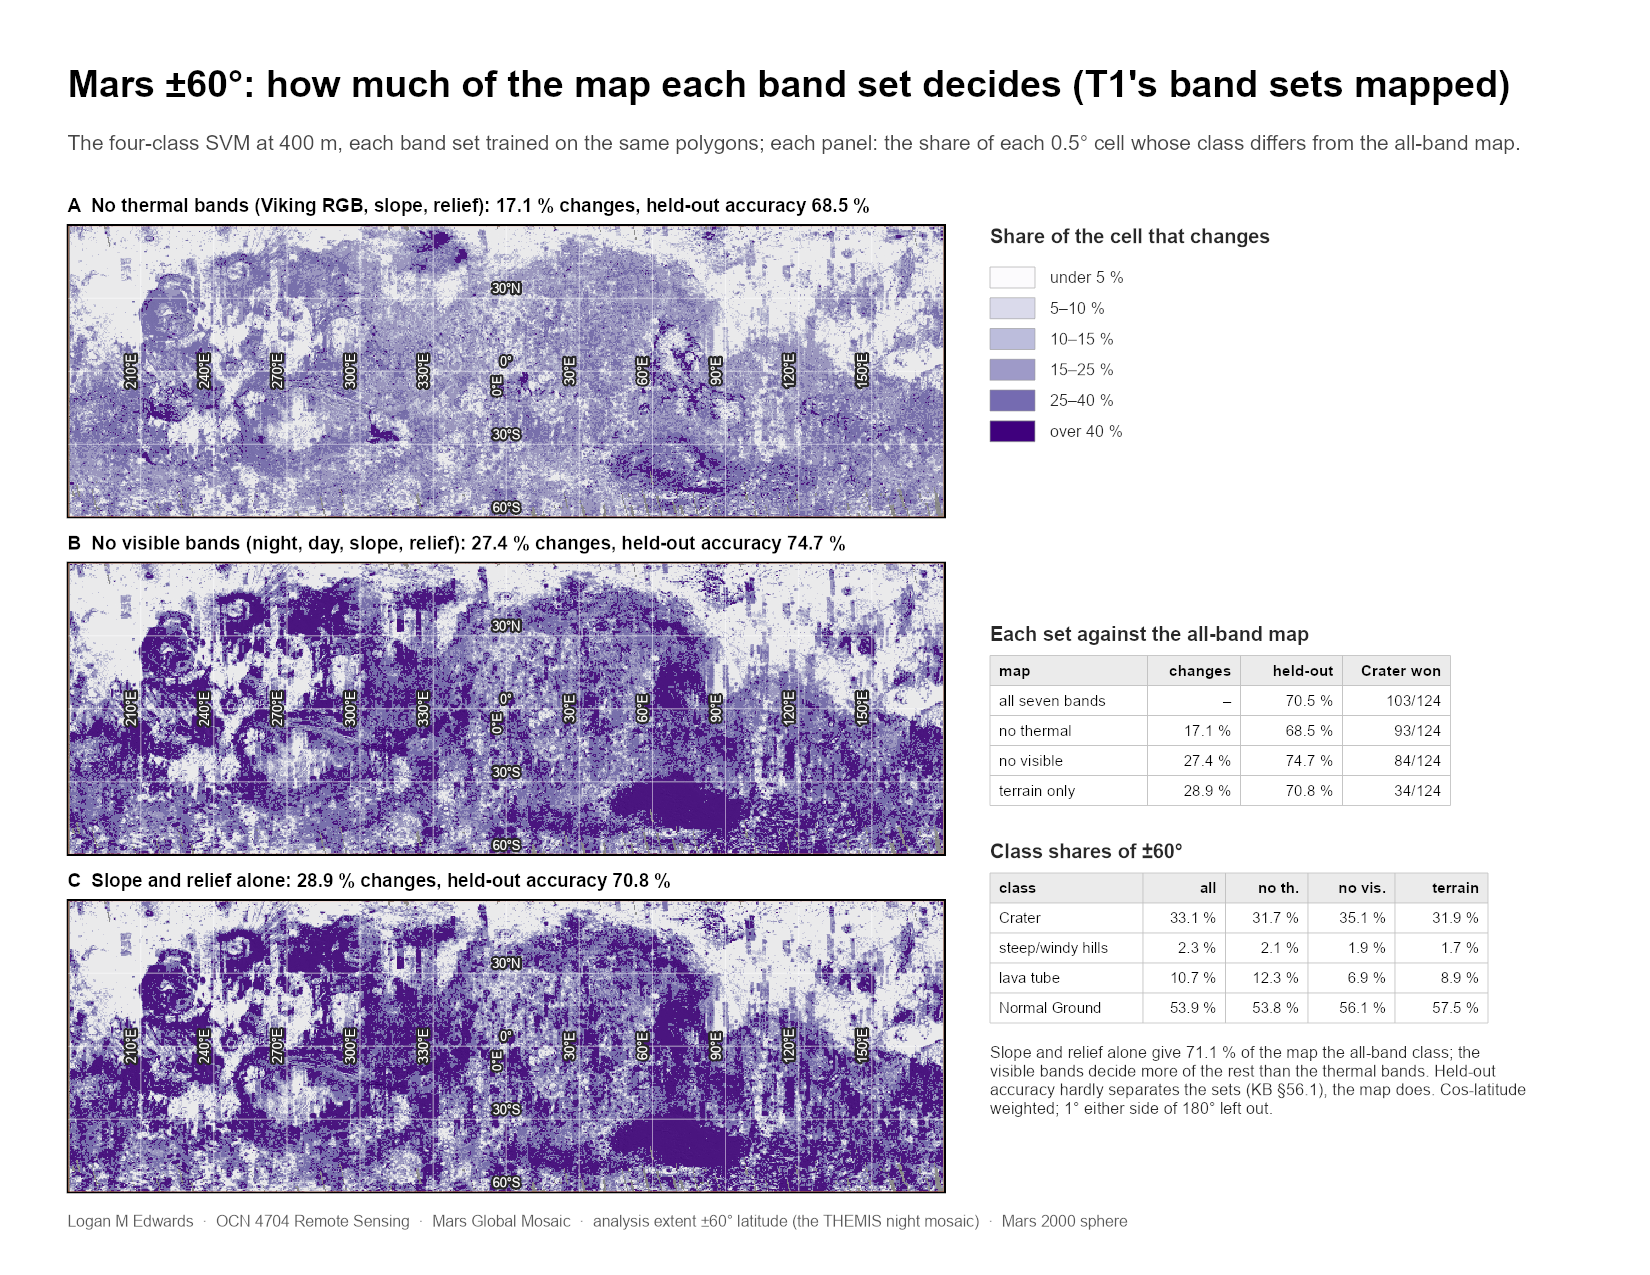 Mars ±60°: how much of the map each band set decides (T1's band sets mapped)
The four-class SVM at 400 m, each band set trained on the same polygons; each panel: the share of each 0.5° cell whose class differs from the all-band map.
A No thermal bands (Viking RGB, slope, relief): 17.1 % changes, held-out accuracy 68.5 %
30°N
210°E 240°E 270°E 300°E 330°E 0° 0°E 30°E 60°E 90°E 120°E 150°E
30°S
60°S
B No visible bands (night, day, slope, relief): 27.4 % changes, held-out accuracy 74.7 %
30°N
210°E 240°E 270°E 300°E 330°E 0° 0°E 30°E 60°E 90°E 120°E 150°E
30°S
60°S
C Slope and relief alone: 28.9 % changes, held-out accuracy 70.8 %
30°N
210°E 240°E 270°E 300°E 330°E 0° 0°E 30°E 60°E 90°E 120°E 150°E
30°S
60°S
Share of the cell that changes
under 5 %
5–10 %
10–15 %
15–25 %
25–40 %
over 40 %
Each set against the all-band map
map changes held-out Crater won
all seven bands – 70.5 % 103/124
no thermal 17.1 % 68.5 % 93/124
no visible 27.4 % 74.7 % 84/124
terrain only 28.9 % 70.8 % 34/124
Class shares of ±60°
class all no th. no vis. terrain
Crater 33.1 % 31.7 % 35.1 % 31.9 %
steep/windy hills 2.3 % 2.1 % 1.9 % 1.7 %
lava tube 10.7 % 12.3 % 6.9 % 8.9 %
Normal Ground 53.9 % 53.8 % 56.1 % 57.5 %
Slope and relief alone give 71.1 % of the map the all-band class; the
visible bands decide more of the rest than the thermal bands. Held-out
accuracy hardly separates the sets (KB §56.1), the map does. Cos-latitude
weighted; 1° either side of 180° left out.
Logan M Edwards · OCN 4704 Remote Sensing · Mars Global Mosaic · analysis extent ±60° latitude (the THEMIS night mosaic) · Mars 2000 sphere